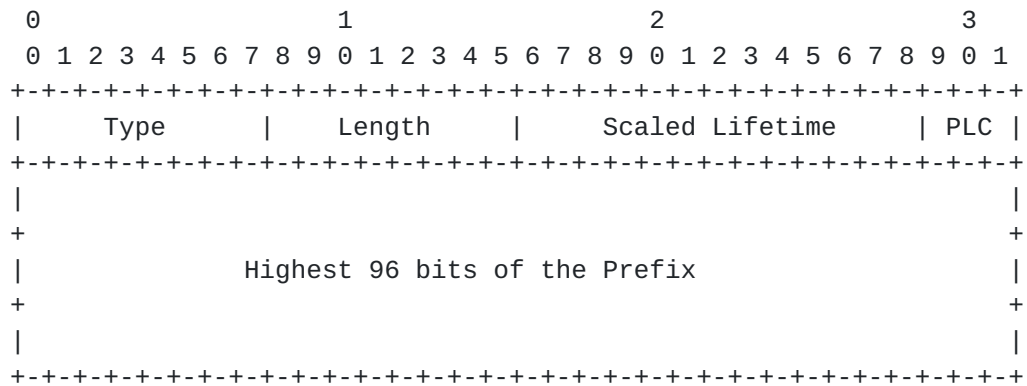 0                   1                   2                   3
 0 1 2 3 4 5 6 7 8 9 0 1 2 3 4 5 6 7 8 9 0 1 2 3 4 5 6 7 8 9 0 1
+-+-+-+-+-+-+-+-+-+-+-+-+-+-+-+-+-+-+-+-+-+-+-+-+-+-+-+-+-+-+-+-+
|     Type      |    Length     |     Scaled Lifetime     | PLC |
+-+-+-+-+-+-+-+-+-+-+-+-+-+-+-+-+-+-+-+-+-+-+-+-+-+-+-+-+-+-+-+-+
|                                                               |
+                                                               +
|              Highest 96 bits of the Prefix                    |
+                                                               +
|                                                               |
+-+-+-+-+-+-+-+-+-+-+-+-+-+-+-+-+-+-+-+-+-+-+-+-+-+-+-+-+-+-+-+-+